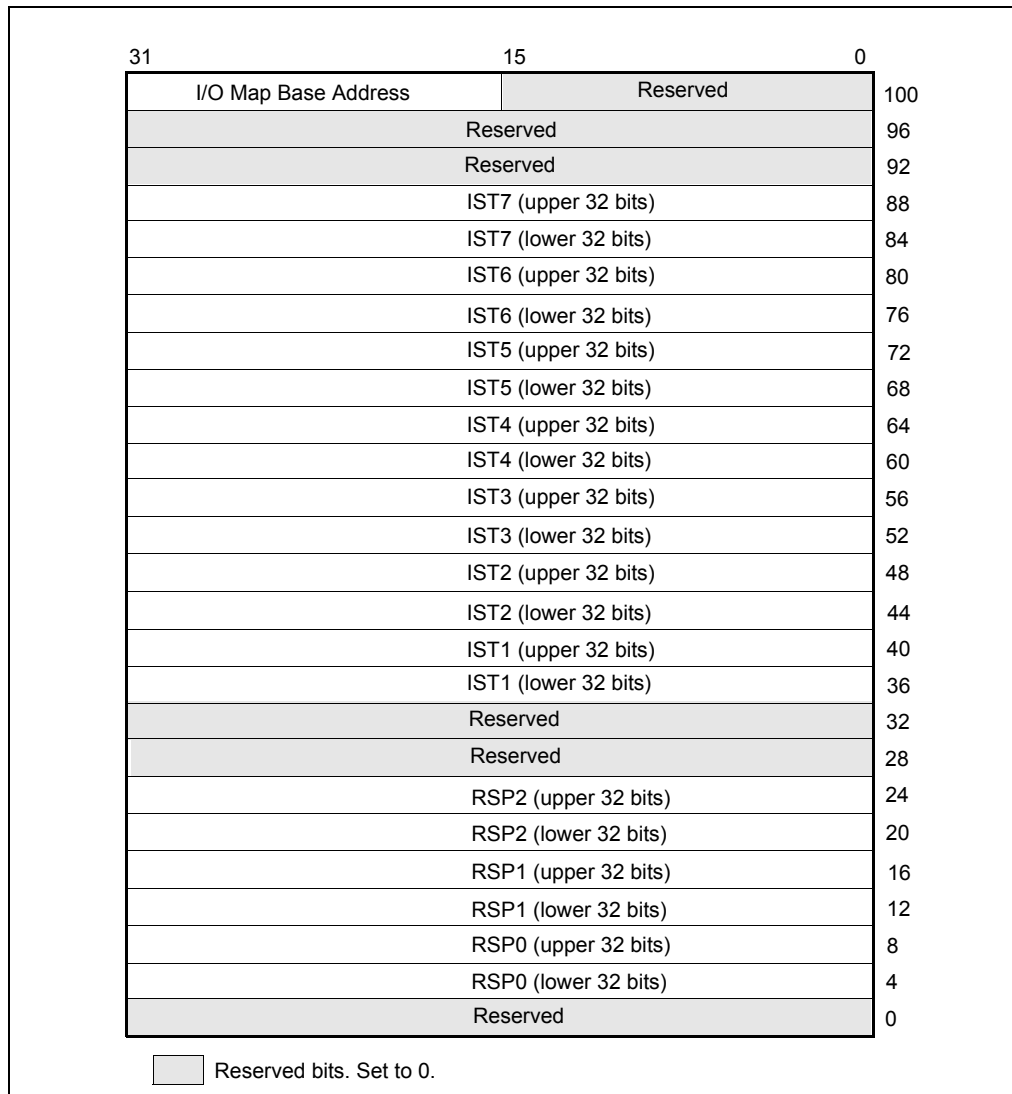 31 15 0
I/O Map Base Address Reserved 100
Reserved 96
Reserved 92
IST7 (upper 32 bits) 88
IST7 (lower 32 bits) 84
IST6 (upper 32 bits) 80
IST6 (lower 32 bits) 76
IST5 (upper 32 bits) 72
IST5 (lower 32 bits) 68
IST4 (upper 32 bits) 64
IST4 (lower 32 bits) 60
IST3 (upper 32 bits) 56
IST3 (lower 32 bits) 52
IST2 (upper 32 bits) 48
IST2 (lower 32 bits) 44
IST1 (upper 32 bits) 40
IST1 (lower 32 bits) 36
Reserved 32
Reserved 28
RSP2 (upper 32 bits) 24
RSP2 (lower 32 bits) 20
RSP1 (upper 32 bits) 16
RSP1 (lower 32 bits) 12
RSP0 (upper 32 bits) 8
RSP0 (lower 32 bits) 4
Reserved 0
Reserved bits. Set to 0.